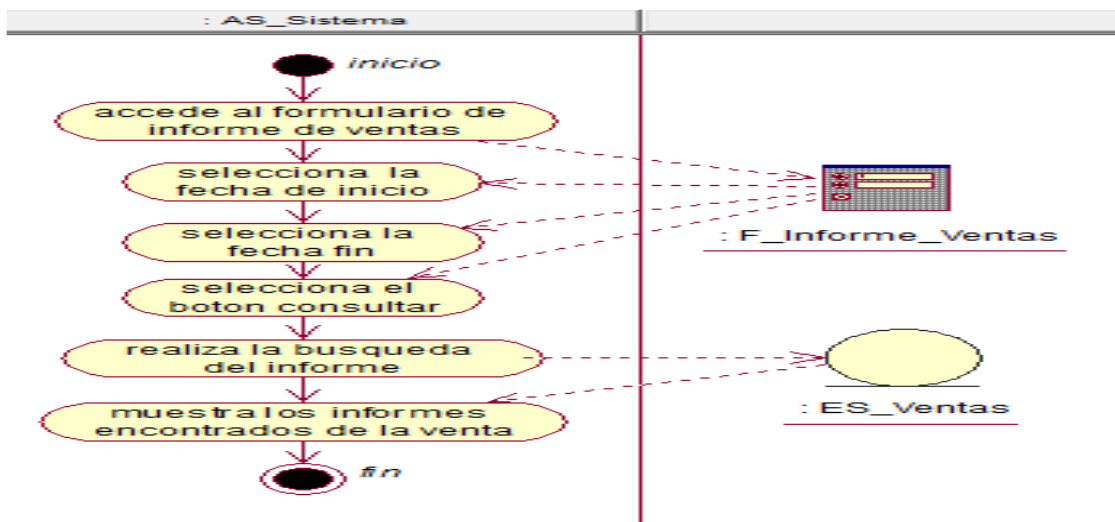 : AS_Sistema
inicio
accede al formulario de
informe de ventas
selecciona la
fecha de inicio
: F_Informe_Ventas
selecciona la
fecha fin
selecciona el
boton consultar
realiza la busqueda
del informe
: ES_Ventas
muestra los informes
encontrados de la venta
fin